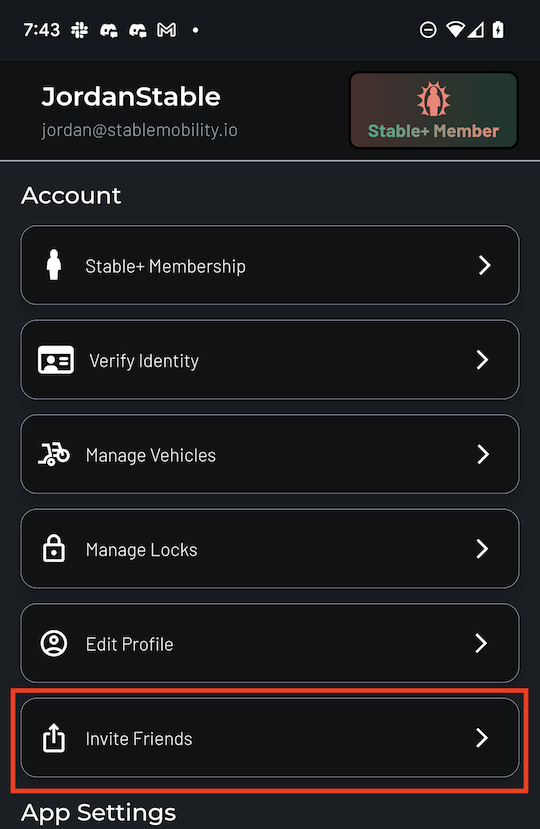 7:43
JordanStable
jordan@stablemobility.io
Stable+ Member
Account
Stable+ Membership
Verify Identity
Manage Vehicles
Manage Locks
Edit Profile
Invite Friends
App Settings